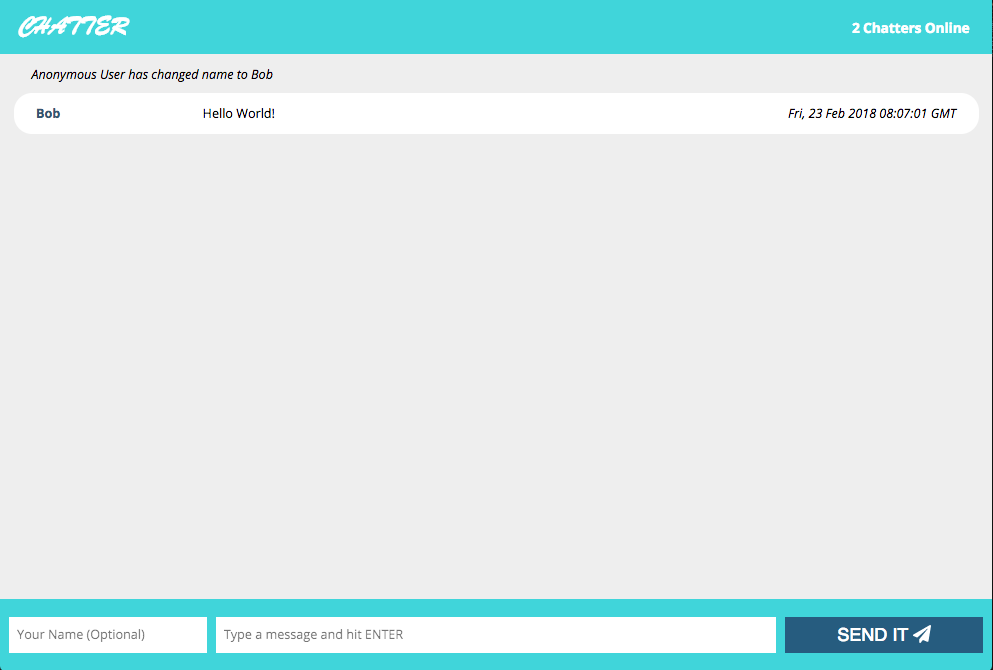 CHATTER
2 Chatters Online
Anonymous User has changed name to Bob
Bob Hello World! Fri, 23 Feb 2018 08:07:01 GMT
Your Name (Optional) Type a message and hit ENTER SEND IT